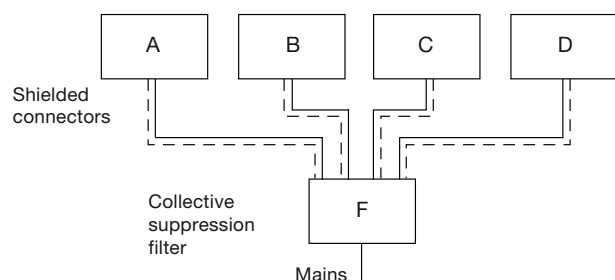 A
B
C
D
Shielded
connectors
Collective
suppression
filter
F
Mains